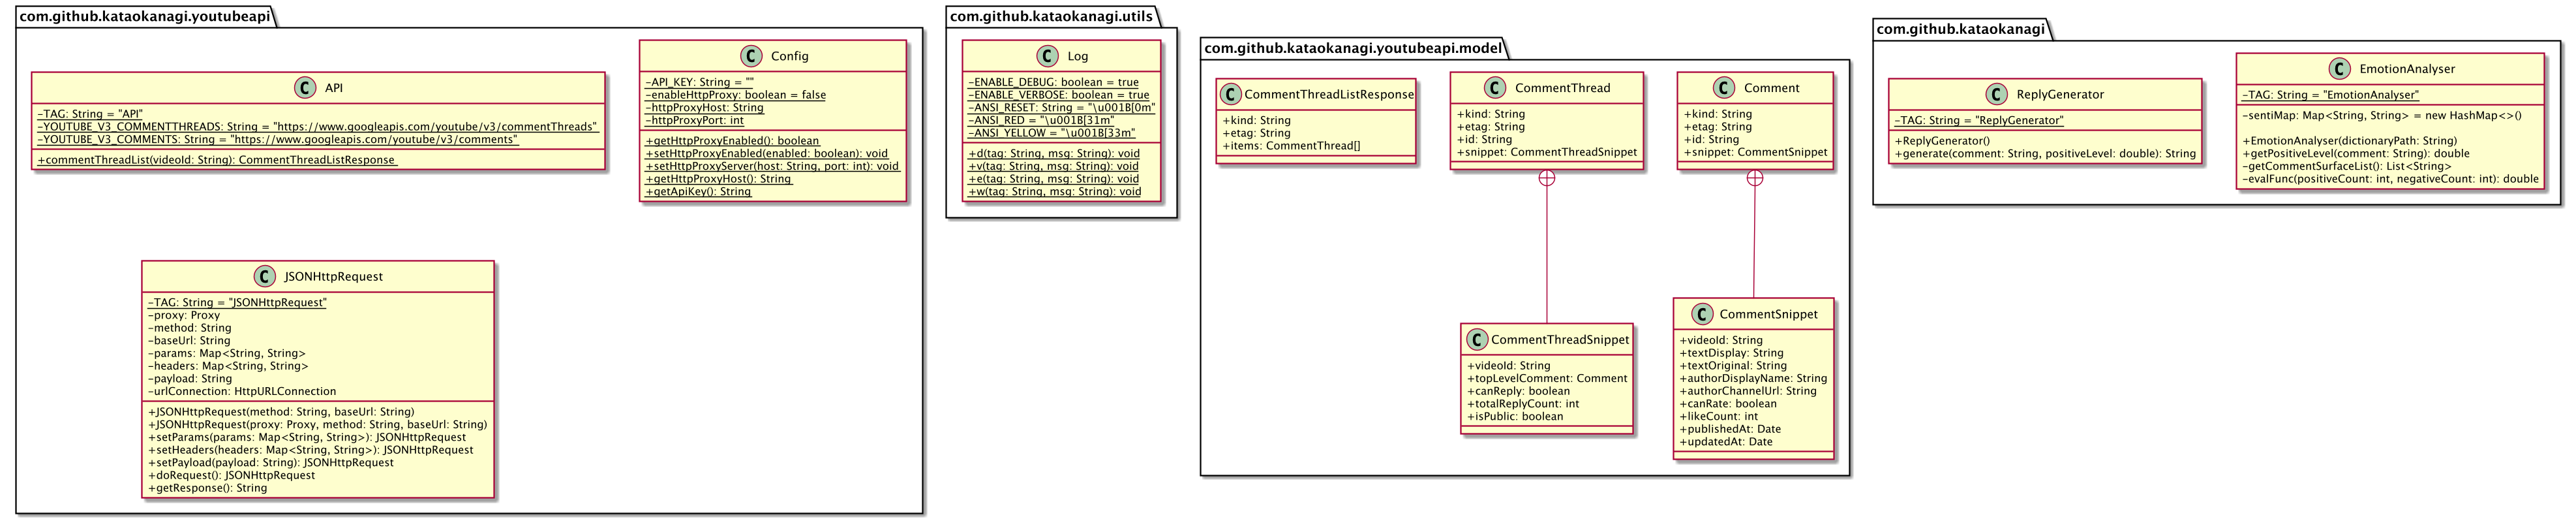 com.github.kataokanagi.youtubeapi
API
-TAG: String = "API"
-YOUTUBE_V3_COMMENTTHREADS: String = "https://www.googleapis.com/youtube/v3/commentThreads"
-YOUTUBE_V3_COMMENTS: String = "https://www.googleapis.com/youtube/v3/comments"
+commentThreadList(videoId: String): CommentThreadListResponse
Config
-API_KEY: String = ""
-enableHttpProxy: boolean = false
-httpProxyHost: String
-httpProxyPort: int
+getHttpProxyEnabled(): boolean
+setHttpProxyEnabled(enabled: boolean): void
+setHttpProxyServer(host: String, port: int): void
+getHttpProxyHost(): String
+getApiKey(): String
JSONHttpRequest
-TAG: String = "JSONHttpRequest"
-proxy: Proxy
-method: String
-baseUrl: String
-params: Map<String, String>
-headers: Map<String, String>
-payload: String
-urlConnection: HttpURLConnection
+JSONHttpRequest(method: String, baseUrl: String)
+JSONHttpRequest(proxy: Proxy, method: String, baseUrl: String)
+setParams(params: Map<String, String>): JSONHttpRequest
+setHeaders(headers: Map<String, String>): JSONHttpRequest
+setPayload(payload: String): JSONHttpRequest
+doRequest(): JSONHttpRequest
+getResponse(): String
com.github.kataokanagi.utils
Log
-ENABLE_DEBUG: boolean = true
-ENABLE_VERBOSE: boolean = true
-ANSI_RESET: String = "\u001B[0m"
-ANSI_RED = "\u001B[31m"
-ANSI_YELLOW = "\u001B[33m"
+d(tag: String, msg: String): void
+v(tag: String, msg: String): void
+e(tag: String, msg: String): void
+w(tag: String, msg: String): void
com.github.kataokanagi.youtubeapi.model
CommentThreadListResponse
+kind: String
+etag: String
+items: CommentThread[]
CommentThread
+kind: String
+etag: String
+id: String
+snippet: CommentThreadSnippet
Comment
+kind: String
+etag: String
+id: String
+snippet: CommentSnippet
CommentThreadSnippet
+videoId: String
+topLevelComment: Comment
+canReply: boolean
+totalReplyCount: int
+isPublic: boolean
CommentSnippet
+videoId: String
+textDisplay: String
+textOriginal: String
+authorDisplayName: String
+authorChannelUrl: String
+canRate: boolean
+likeCount: int
+publishedAt: Date
+updatedAt: Date
com.github.kataokanagi
ReplyGenerator
-TAG: String = "ReplyGenerator"
+ReplyGenerator()
+generate(comment: String, positiveLevel: double): String
EmotionAnalyser
-TAG: String = "EmotionAnalyser"
-sentiMap: Map<String, String> = new HashMap<>()
+EmotionAnalyser(dictionaryPath: String)
+getPositiveLevel(comment: String): double
-getCommentSurfaceList(): List<String>
-evalFunc(positiveCount: int, negativeCount: int): double